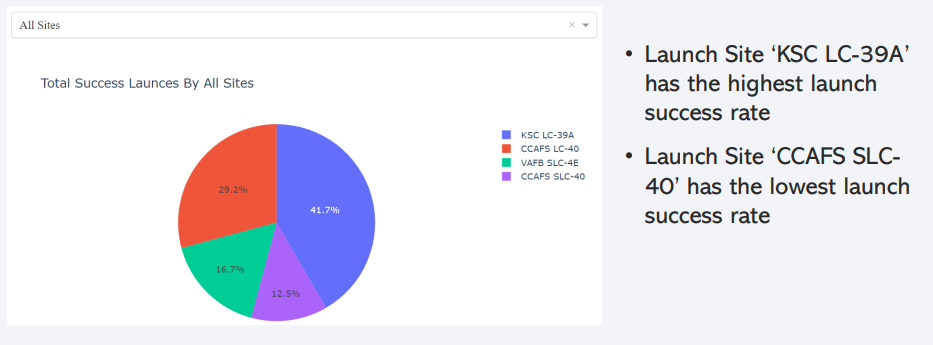 All Sites
Total Success Launces By All Sites
KSC LC-39A
CCAFS LC-40
VAFB SLC-4E
CCAFS SLC-40
29.2%
41.7%
16.7%
12.5%
• Launch Site ‘KSC LC-39A’
has the highest launch
success rate
• Launch Site ‘CCAFS SLC-
40’ has the lowest launch
success rate